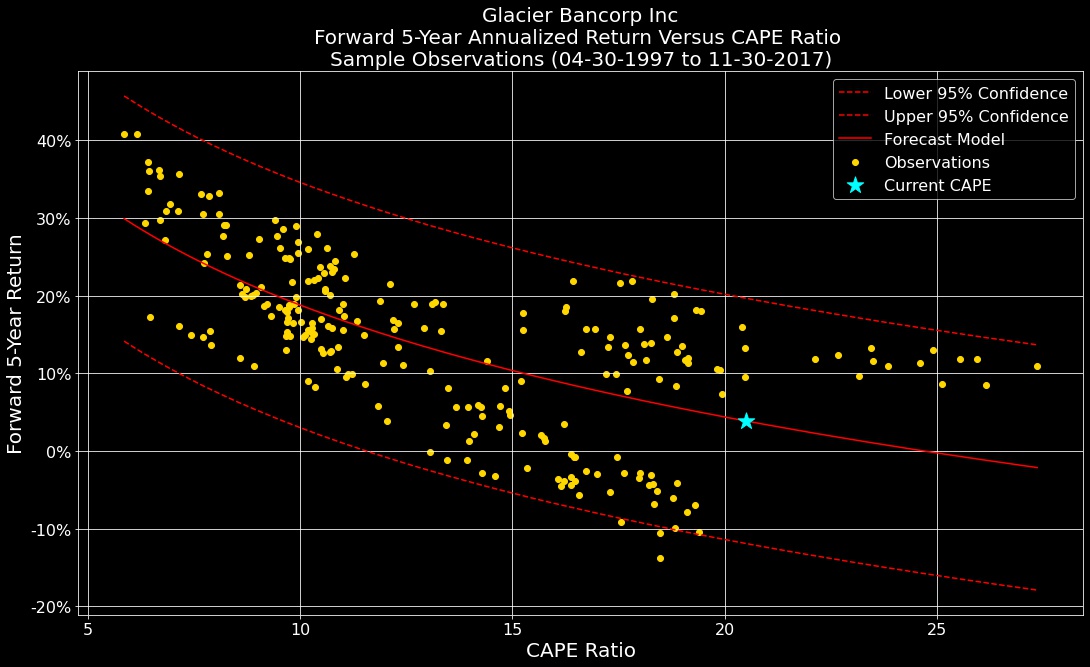 Glacier Bancorp Inc
Forward 5-Year Annualized Return Versus CAPE Ratio
Sample Observations (04-30-1997 to 11-30-2017)
Lower 95% Confidence
Upper 95% Confidence
Forecast Model
Observations
Current CAPE
Forward 5-Year Return
40%
30%
20%
10%
0%
-10%
-20%
5 10 15 20 25
CAPE Ratio